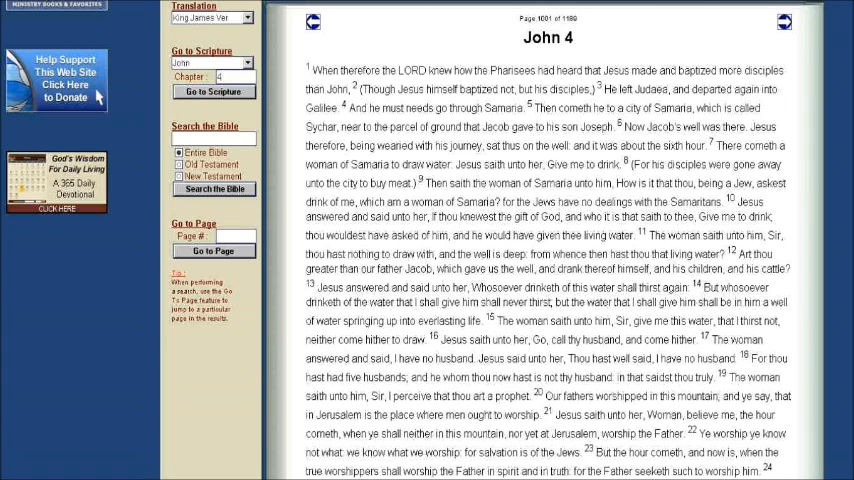 MINISTRY BOOKS & FAVORITES
Help Support
This Web Site
Click Here
to Donate
God's Wisdom
For Daily Living
A 365 Daily
Devotional
CLICK HERE
Translation
King James Ver
Go to Scripture
John
Chapter : 4
Go to Scripture
Search the Bible
Entire Bible
Old Testament
New Testament
Search the Bible
Go to Page
Page # :
Go to Page
Tip :
When performing
a search, use the Go
To Page feature to
jump to a particular
page in the results.
Page 1001 of 1189
John 4
1 When therefore the LORD knew how the Pharisees had heard that Jesus made and baptized more disciples
than John, 2 (Though Jesus himself baptized not, but his disciples,) 3 He left Judaea, and departed again into
Galilee. 4 And he must needs go through Samaria. 5 Then cometh he to a city of Samaria, which is called
Sychar, near to the parcel of ground that Jacob gave to his son Joseph. 6 Now Jacob's well was there. Jesus
therefore, being wearied with his journey, sat thus on the well: and it was about the sixth hour. 7 There cometh a
woman of Samaria to draw water: Jesus saith unto her, Give me to drink. 8 (For his disciples were gone away
unto the city to buy meat.) 9 Then saith the woman of Samaria unto him, How is it that thou, being a Jew, askest
drink of me, which am a woman of Samaria? for the Jews have no dealings with the Samaritans. 10 Jesus
answered and said unto her, If thou knewest the gift of God, and who it is that saith to thee, Give me to drink;
thou wouldest have asked of him, and he would have given thee living water. 11 The woman saith unto him, Sir,
thou hast nothing to draw with, and the well is deep: from whence then hast thou that living water? 12 Art thou
greater than our father Jacob, which gave us the well, and drank thereof himself, and his children, and his cattle?
13 Jesus answered and said unto her, Whosoever drinketh of this water shall thirst again: 14 But whosoever
drinketh of the water that I shall give him shall never thirst; but the water that I shall give him shall be in him a well
of water springing up into everlasting life. 15 The woman saith unto him, Sir, give me this water, that I thirst not,
neither come hither to draw. 16 Jesus saith unto her, Go, call thy husband, and come hither. 17 The woman
answered and said, I have no husband. Jesus said unto her, Thou hast well said, I have no husband: 18 For thou
hast had five husbands; and he whom thou now hast is not thy husband: in that saidst thou truly. 19 The woman
saith unto him, Sir, I perceive that thou art a prophet. 20 Our fathers worshipped in this mountain; and ye say, that
in Jerusalem is the place where men ought to worship. 21 Jesus saith unto her, Woman, believe me, the hour
cometh, when ye shall neither in this mountain, nor yet at Jerusalem, worship the Father. 22 Ye worship ye know
not what: we know what we worship: for salvation is of the Jews. 23 But the hour cometh, and now is, when the
true worshippers shall worship the Father in spirit and in truth: for the Father seeketh such to worship him. 24